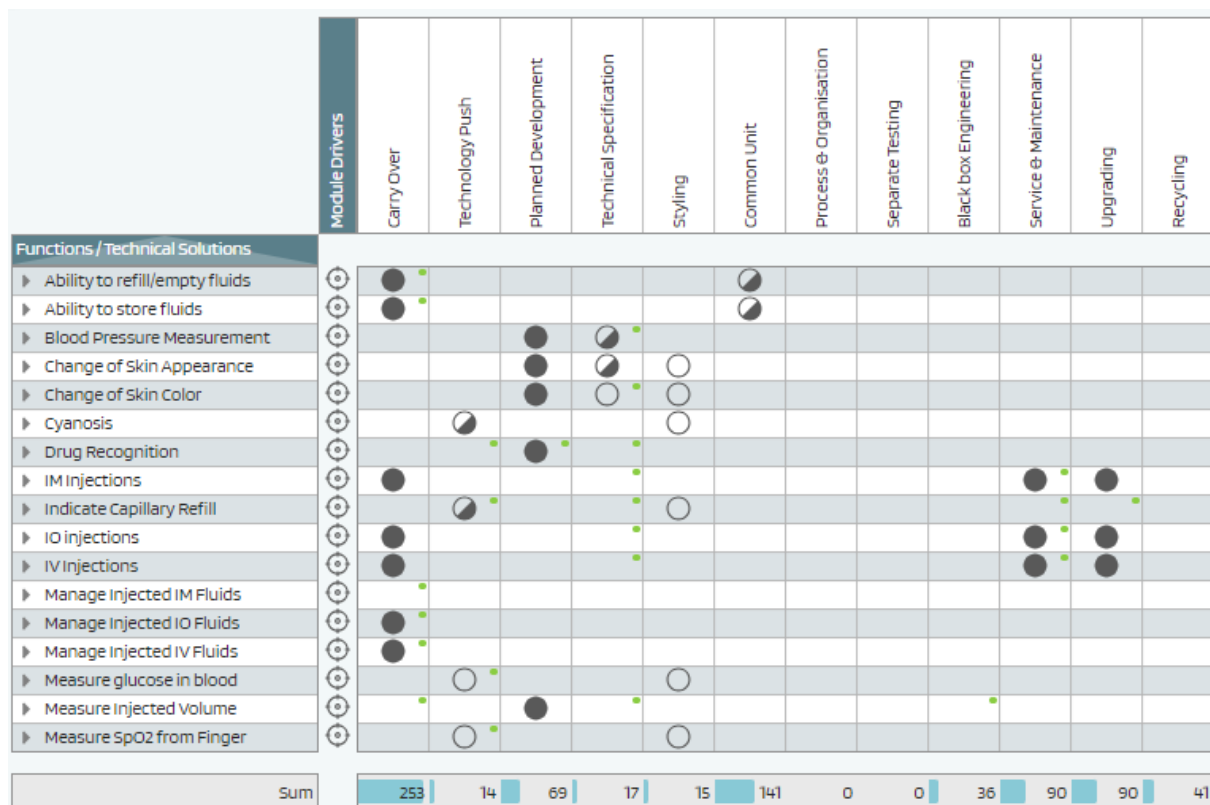 Module Drivers
Carry Over
Technology Push
Planned Development
Technical Specification
Styling
Common Unit
Process & Organisation
Separate Testing
Black box Engineering
Service & Maintenance
Upgrading
Recycling
Functions / Technical Solutions
Ability to refill/empty fluids
Ability to store fluids
Blood Pressure Measurement
Change of Skin Appearance
Change of Skin Color
Cyanosis
Drug Recognition
IM Injections
Indicate Capillary Refill
IO injections
IV Injections
Manage Injected IM Fluids
Manage Injected IO Fluids
Manage Injected IV Fluids
Measure glucose in blood
Measure Injected Volume
Measure SpO2 from Finger
Sum 253 14 69 17 15 141 0 0 36 90 90 41